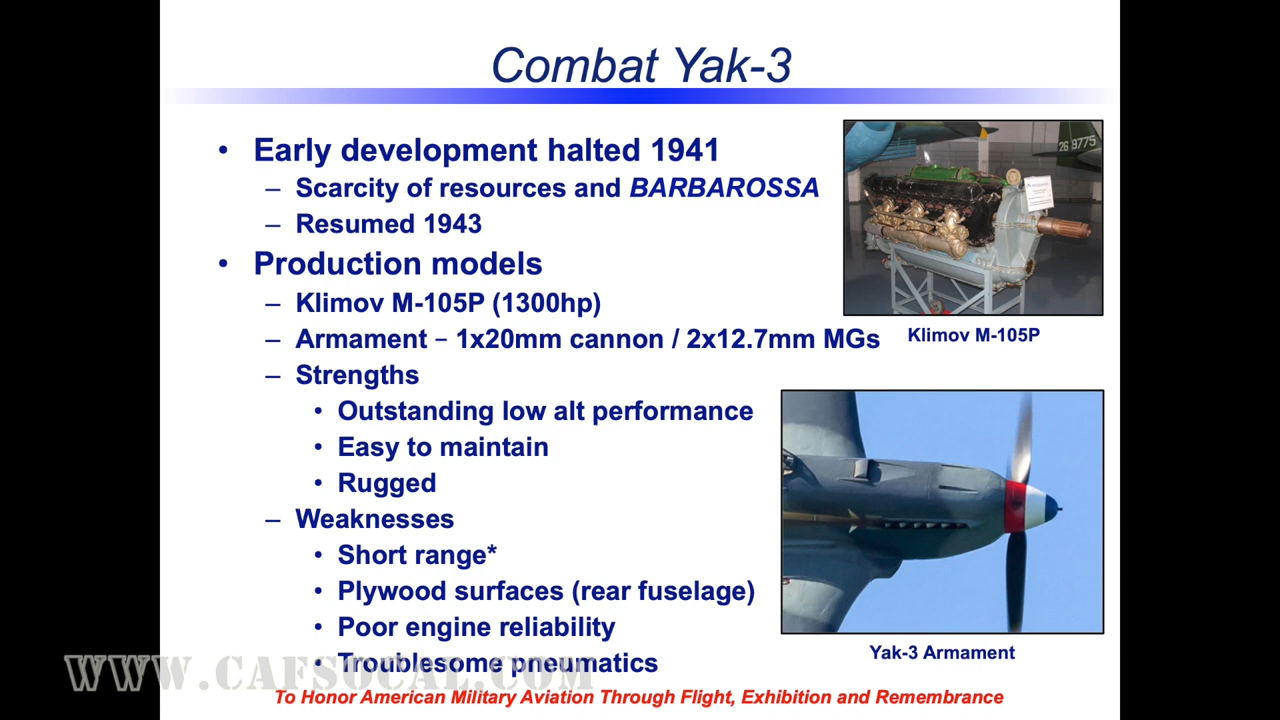 Combat Yak-3
• Early development halted 1941
– Scarcity of resources and BARBAROSSA
– Resumed 1943
• Production models
– Klimov M-105P (1300hp)
– Armament – 1x20mm cannon / 2x12.7mm MGs
– Strengths
• Outstanding low alt performance
• Easy to maintain
• Rugged
– Weaknesses
• Short range*
• Plywood surfaces (rear fuselage)
• Poor engine reliability
• Troublesome pneumatics
26 9775
Klimov M-105P
Yak-3 Armament
WWW.CAFSOCAL.COM
To Honor American Military Aviation Through Flight, Exhibition and Remembrance